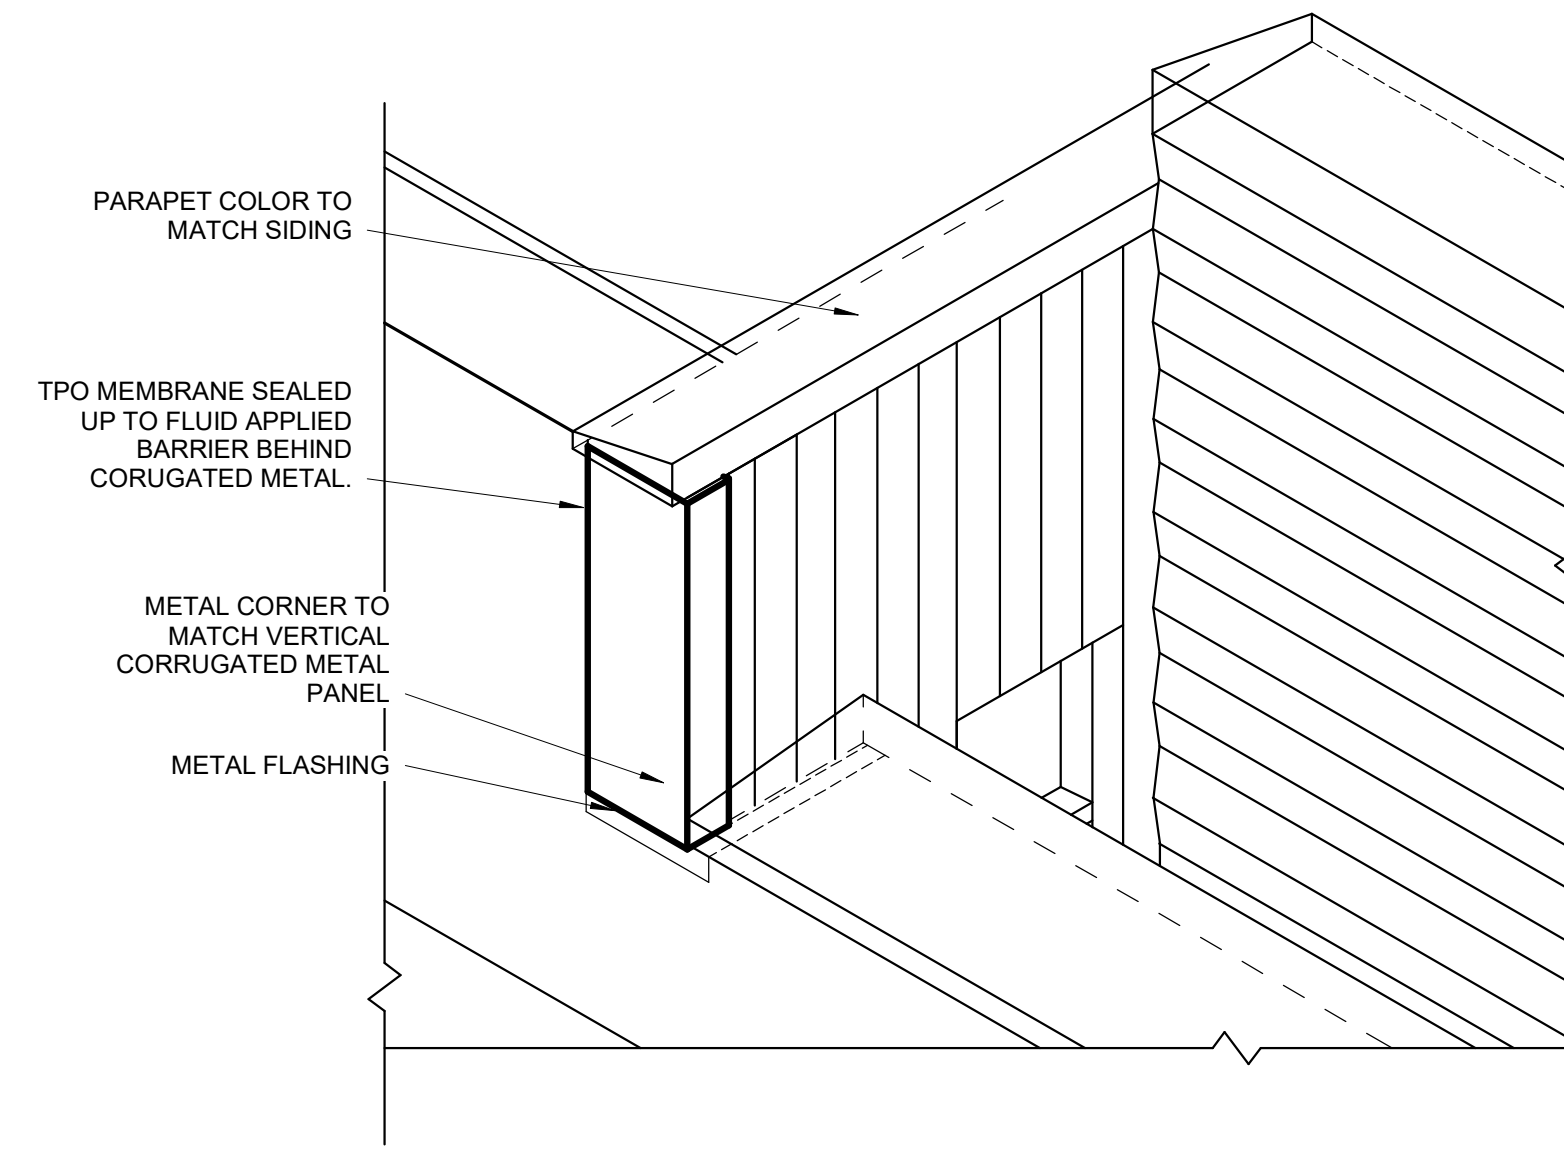 PARAPET COLOR TO
MATCH SIDING
TPO MEMBRANE SEALED
UP TO FLUID APPLIED
BARRIER BEHIND
CORUGATED METAL.
METAL CORNER TO
MATCH VERTICAL
CORRUGATED METAL
PANEL
METAL FLASHING